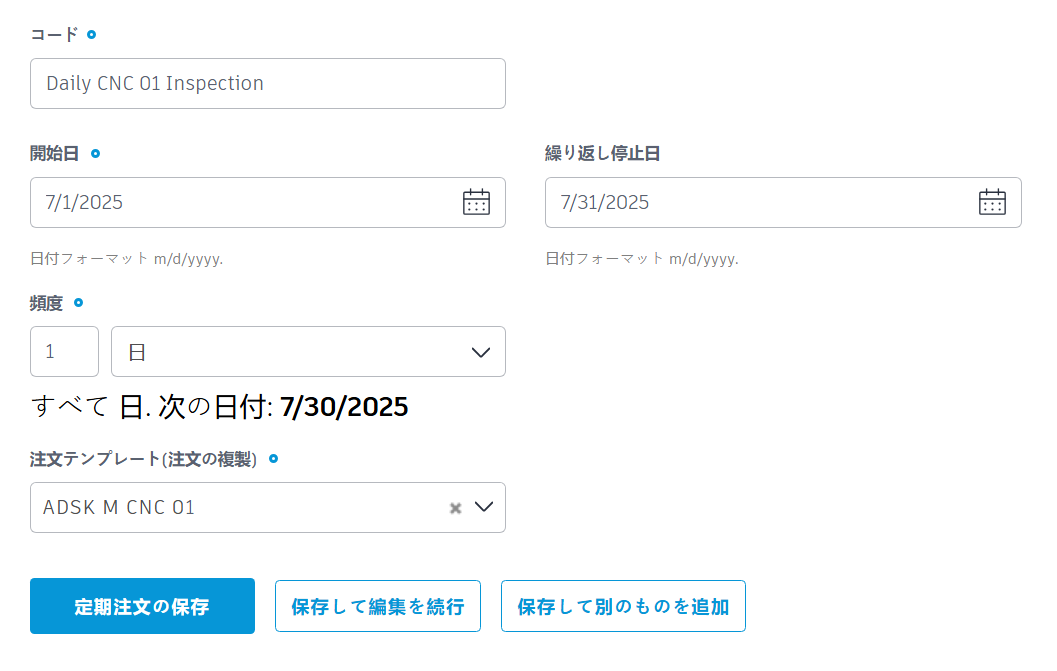 コード
Daily CNC 01 Inspection
開始日 繰り返し停止日
7/1/2025 7/31/2025
日付フォーマット m/d/yyyy. 日付フォーマット m/d/yyyy.
頻度
1 日
すべて 日. 次の日付: 7/30/2025
注文テンプレート(注文の複製)
ADSK M CNC 01
定期注文の保存 保存して編集を続行 保存して別のものを追加